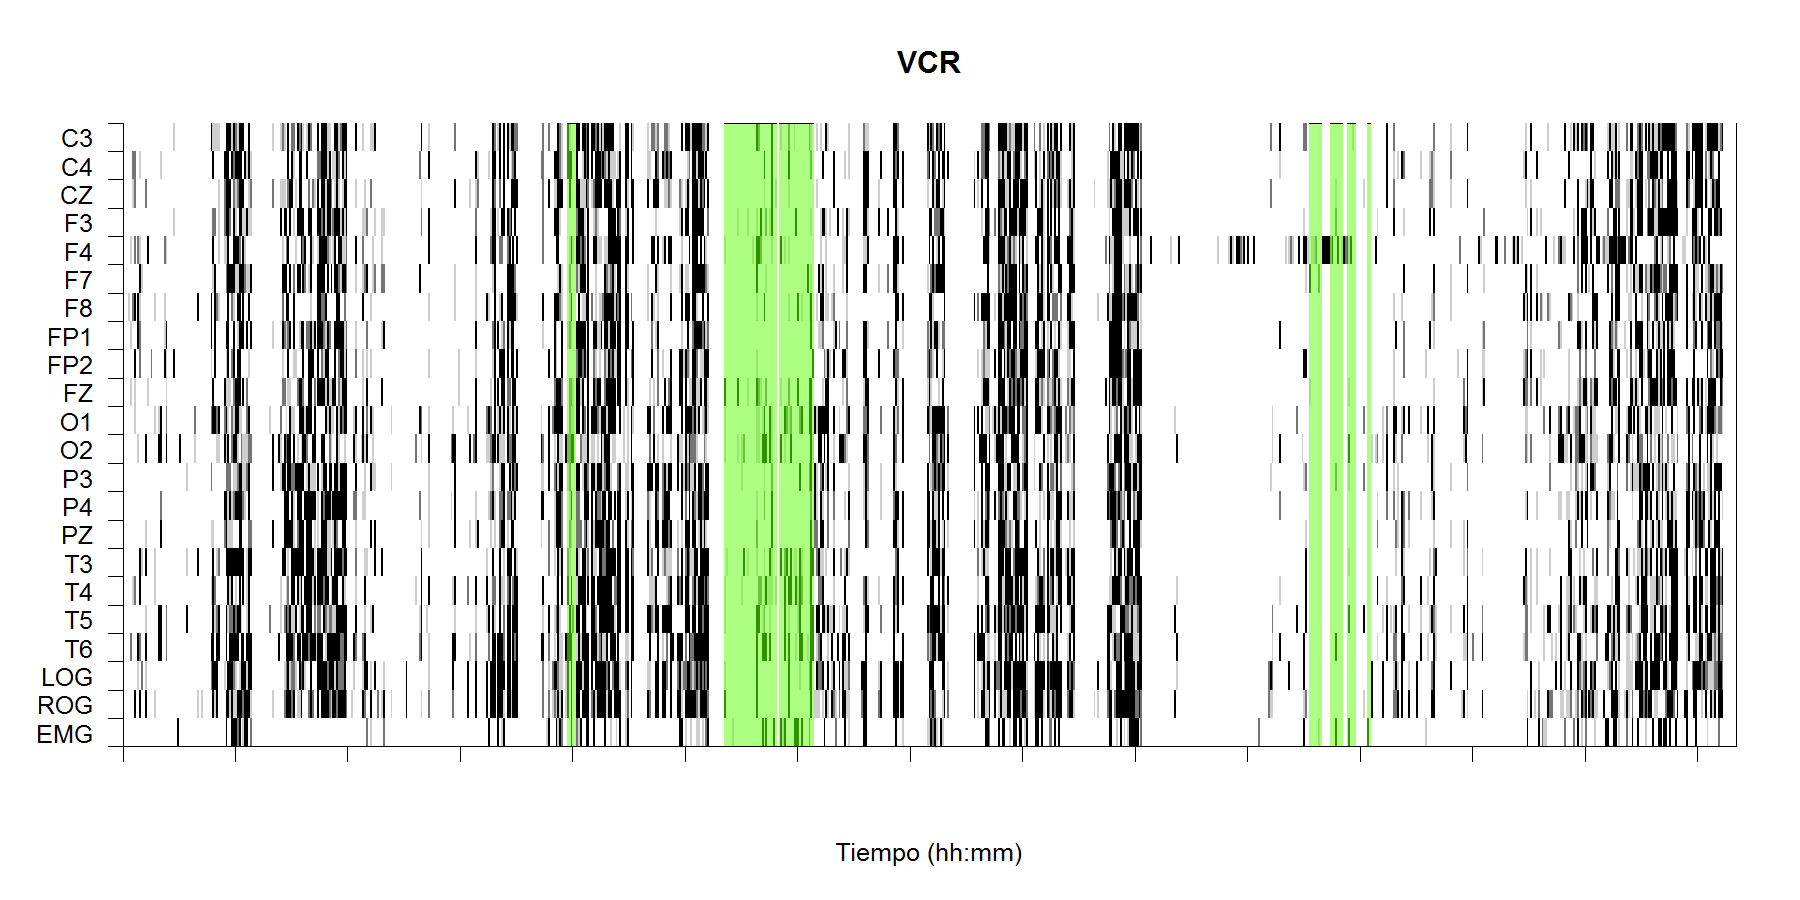 VCR
C3
C4
CZ
F3
F4
F7
F8
FP1
FP2
FZ
O1
O2
P3
P4
PZ
T3
T4
T5
T6
LOG
ROG
EMG
Tiempo (hh:mm)